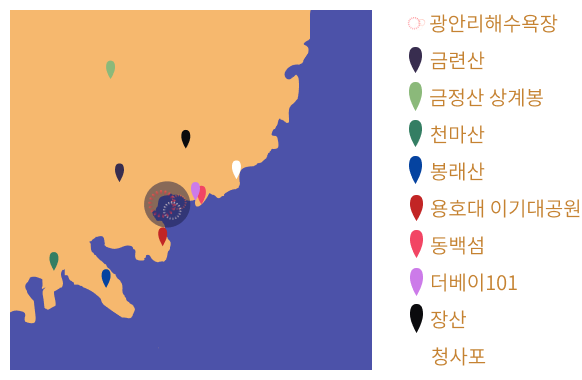 광안리해수욕장
금련산
금정산 상계봉
천마산
봉래산
용호대 이기대공원
동백섬
더베이101
장산
청사포